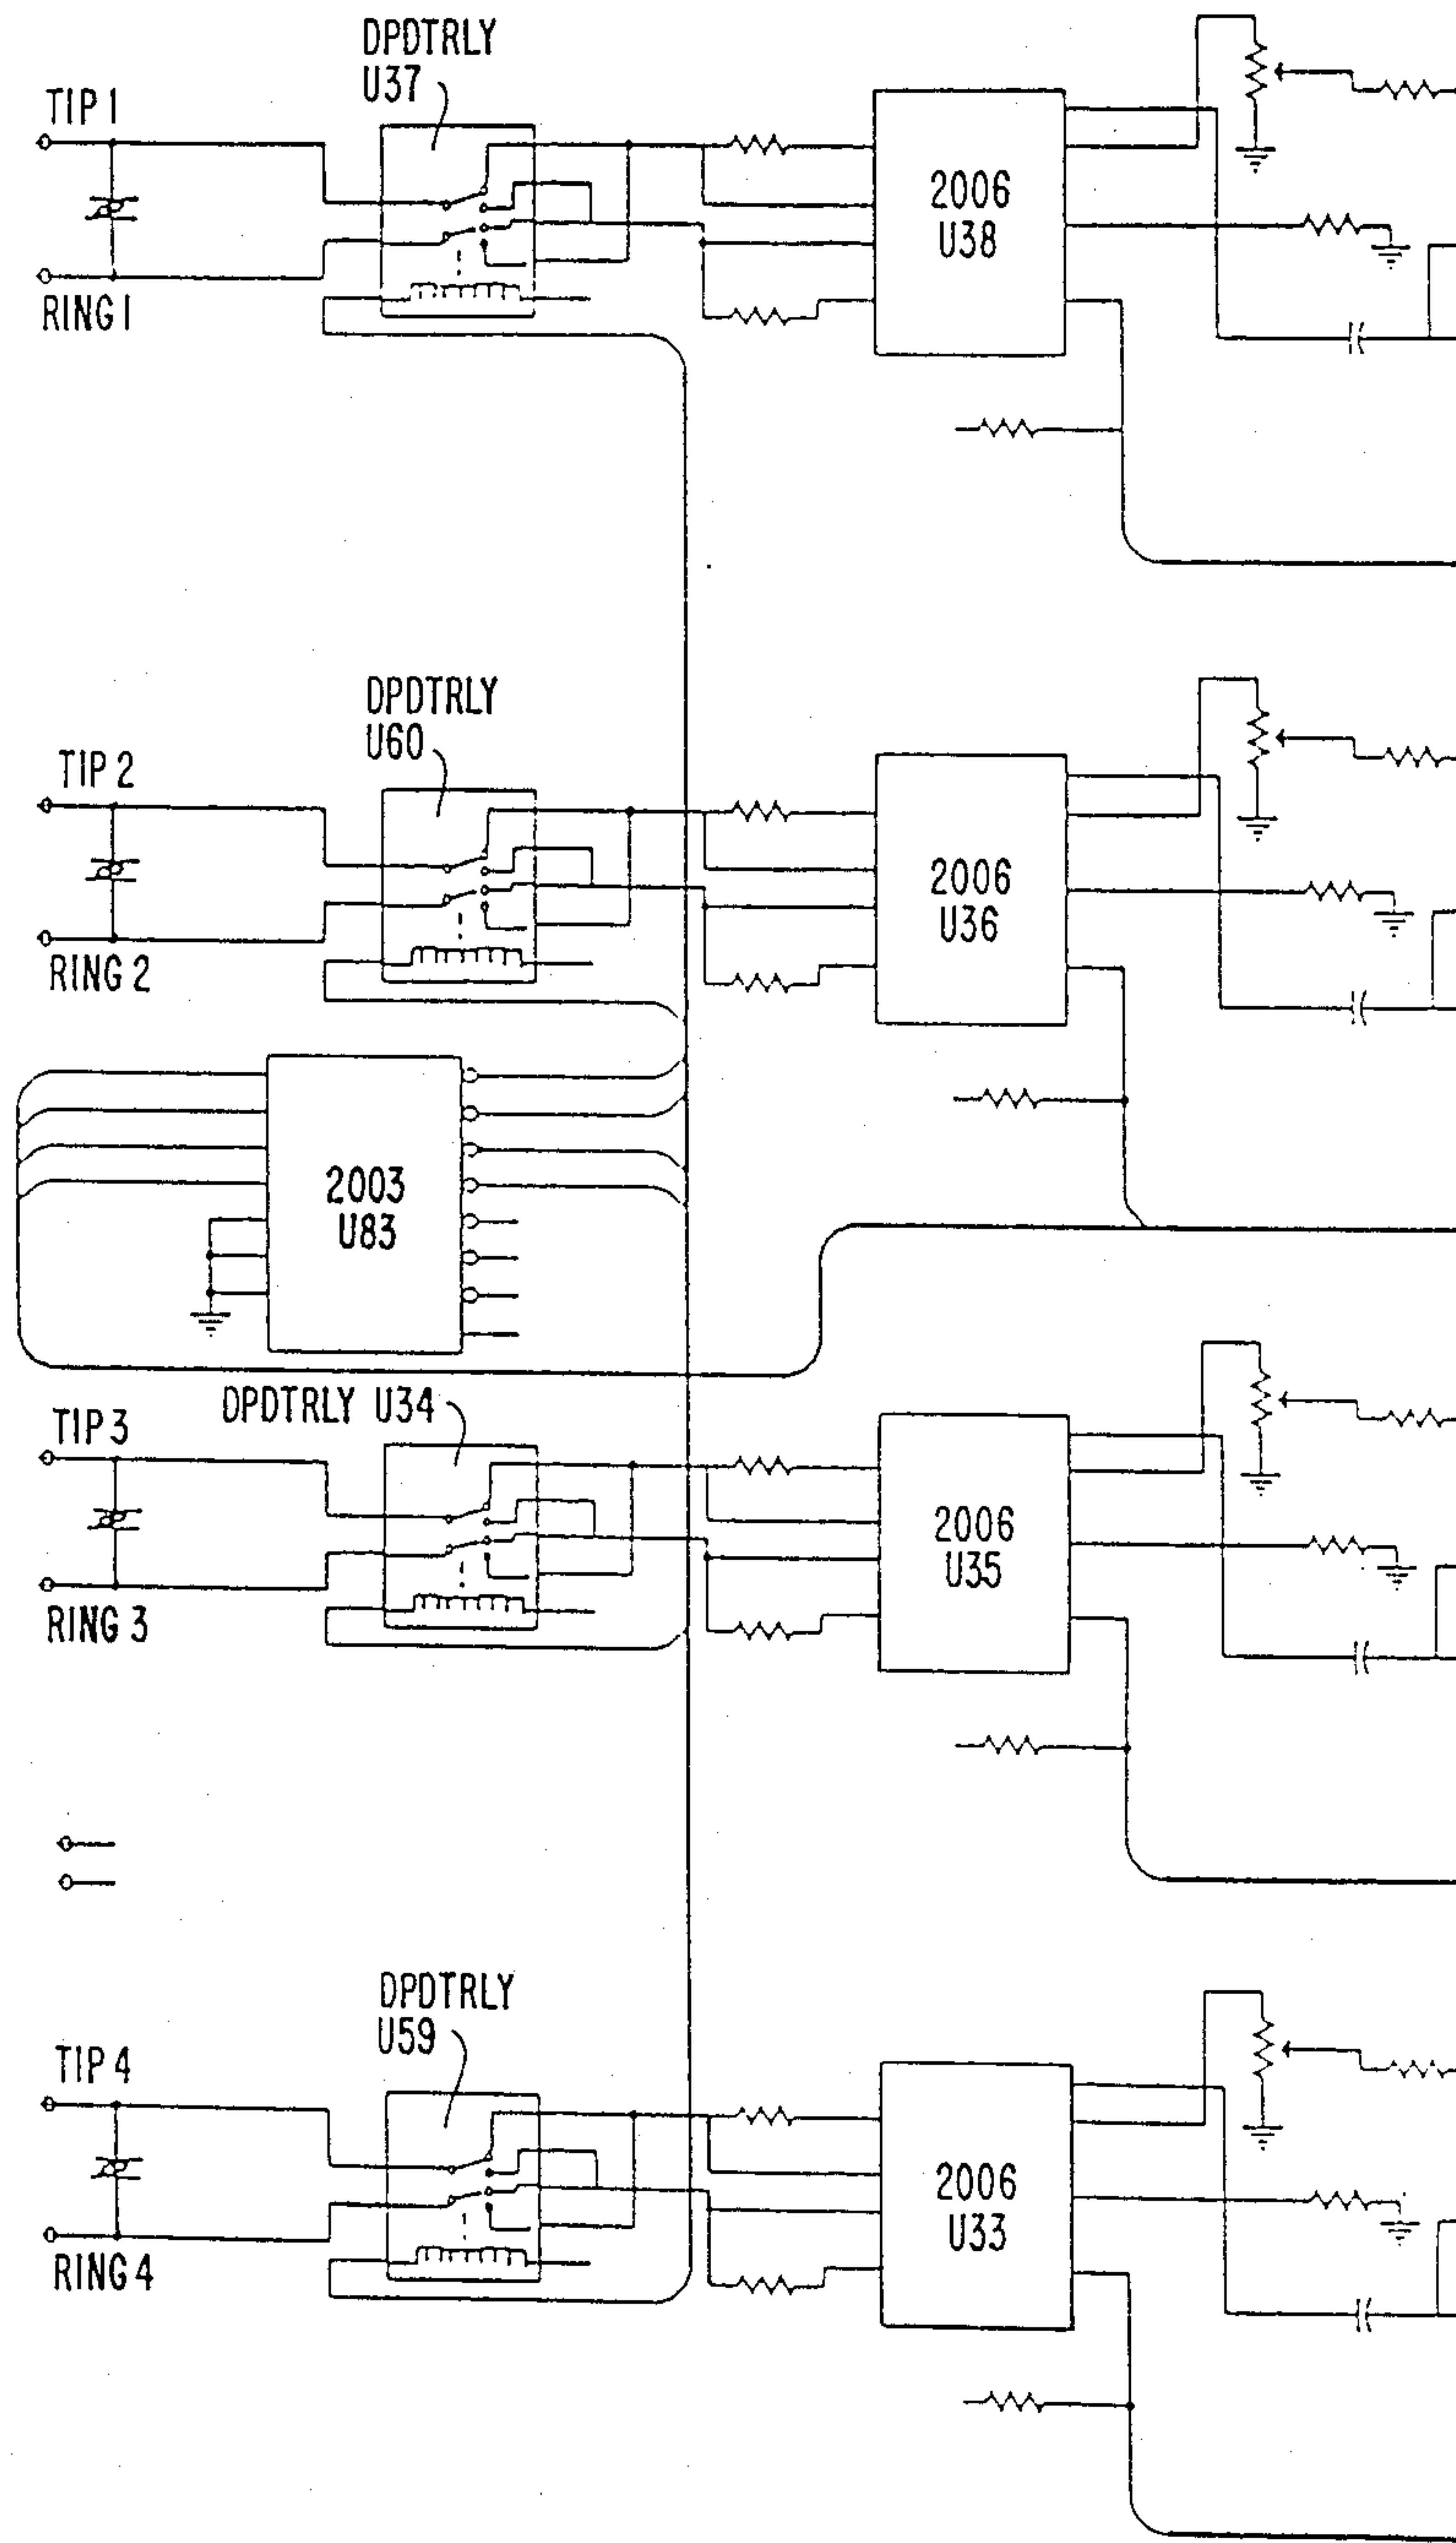 DPDTRLY
U37
TIP 1
2006
U38
RING 1
DPDTRLY
U60
TIP 2
2006
U36
RING 2
2003
U83
DPDTRLY U34
TIP 3
2006
U35
RING 3
DPDTRLY
U59
TIP 4
2006
U33
RING 4